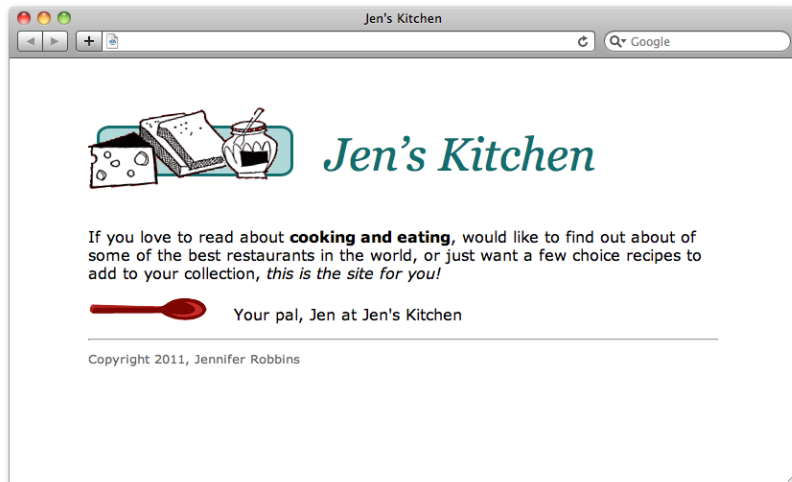 Jen's Kitchen
Google
Jen’s Kitchen
If you love to read about cooking and eating, would like to find out about of
some of the best restaurants in the world, or just want a few choice recipes to
add to your collection, this is the site for you!
Your pal, Jen at Jen's Kitchen
Copyright 2011, Jennifer Robbins